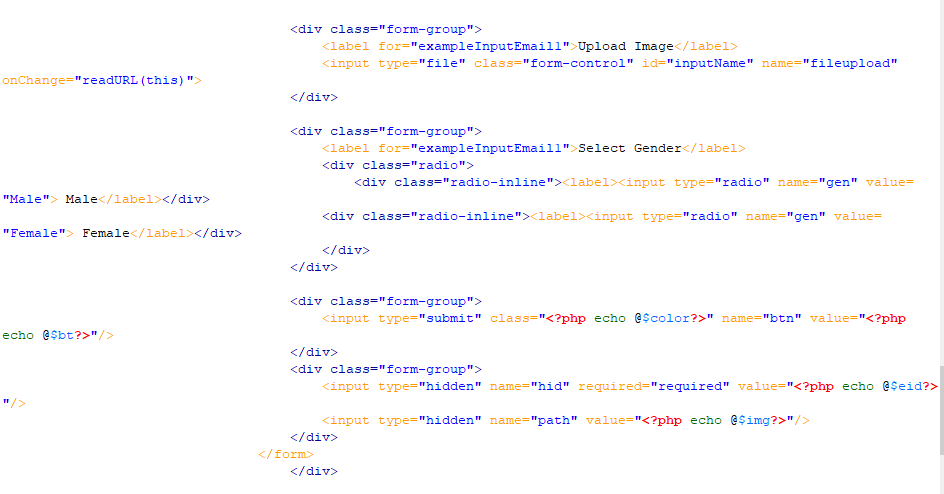 <div class="form-group">
<label for="exampleInputEmail1">Upload Image</label>
<input type="file" class="form-control" id="inputName" name="fileupload"
onChange="readURL(this)">
</div>
<div class="form-group">
<label for="exampleInputEmail1">Select Gender</label>
<div class="radio">
<div class="radio-inline"><label><input type="radio" name="gen" value=
"Male"> Male</label></div>
<div class="radio-inline"><label><input type="radio" name="gen" value=
"Female"> Female</label></div>
</div>
</div>
<div class="form-group">
<input type="submit" class="<?php echo @$color?>" name="btn" value="<?php
echo @$bt?>"/>
</div>
<div class="form-group">
<input type="hidden" name="hid" required="required" value="<?php echo @$eid?>
"/>
<input type="hidden" name="path" value="<?php echo @$img?>"/>
</div>
</form>
</div>